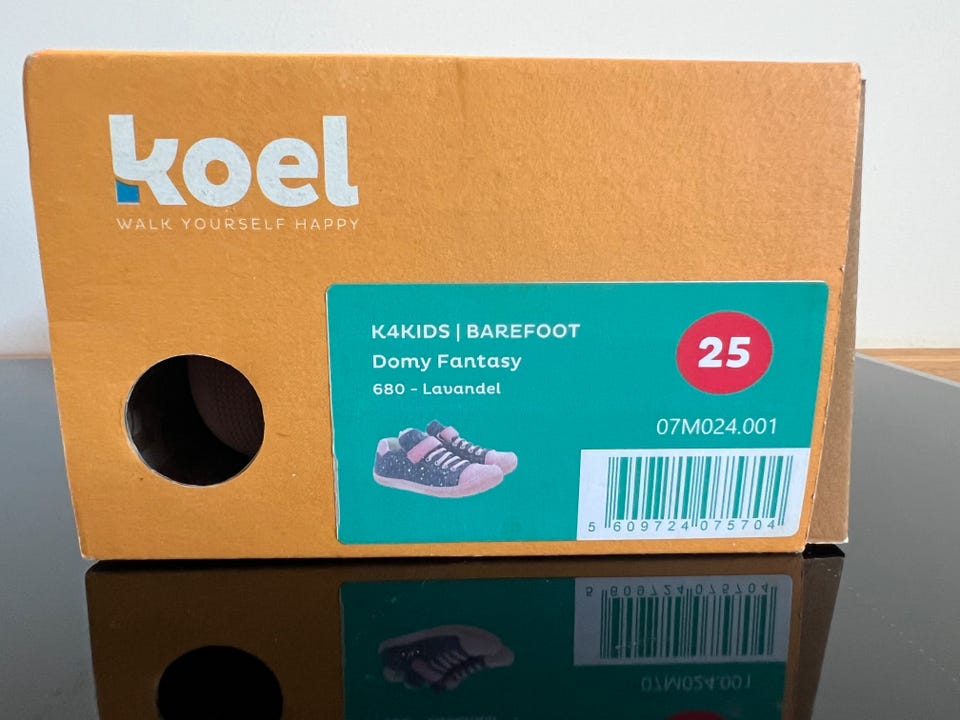 koel
WALK YOURSELF HAPPY
K4KIDS | BAREFOOT
Domy Fantasy
680 - Lavandel
25
07M024.001
5 609724 075704